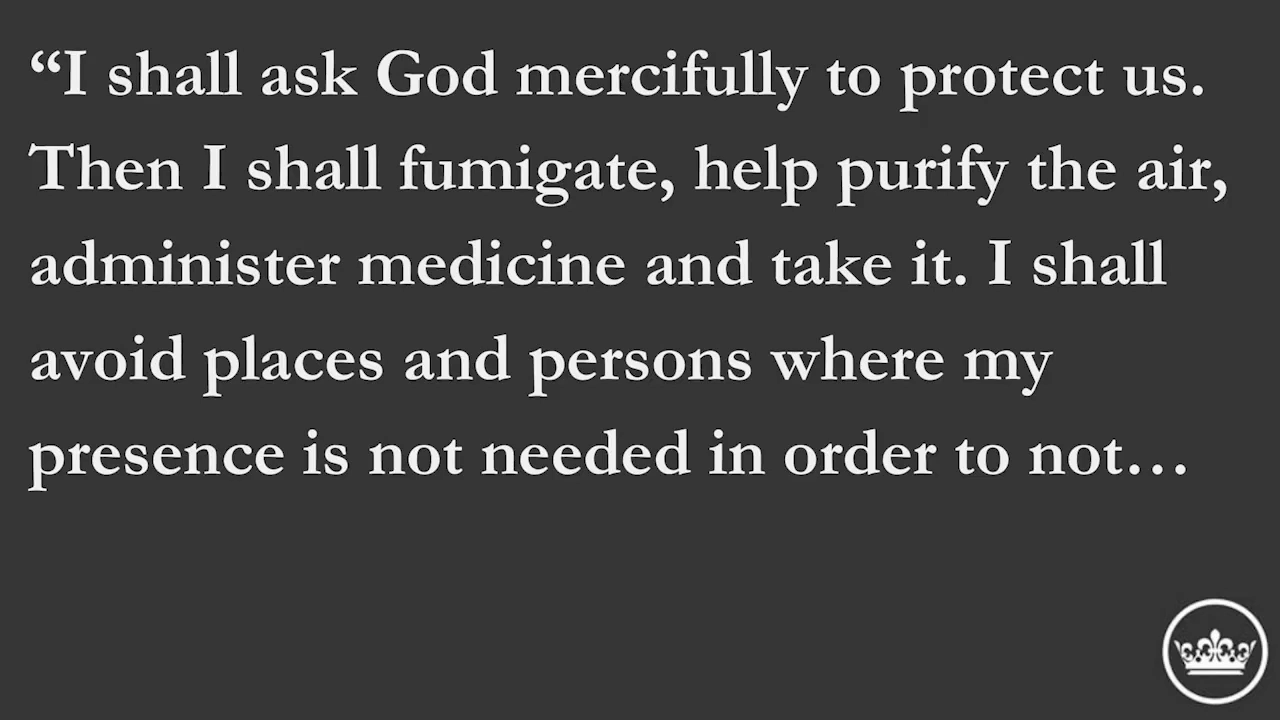 “I shall ask God mercifully to protect us.
Then I shall fumigate, help purify the air,
administer medicine and take it. I shall
avoid places and persons where my
presence is not needed in order to not…